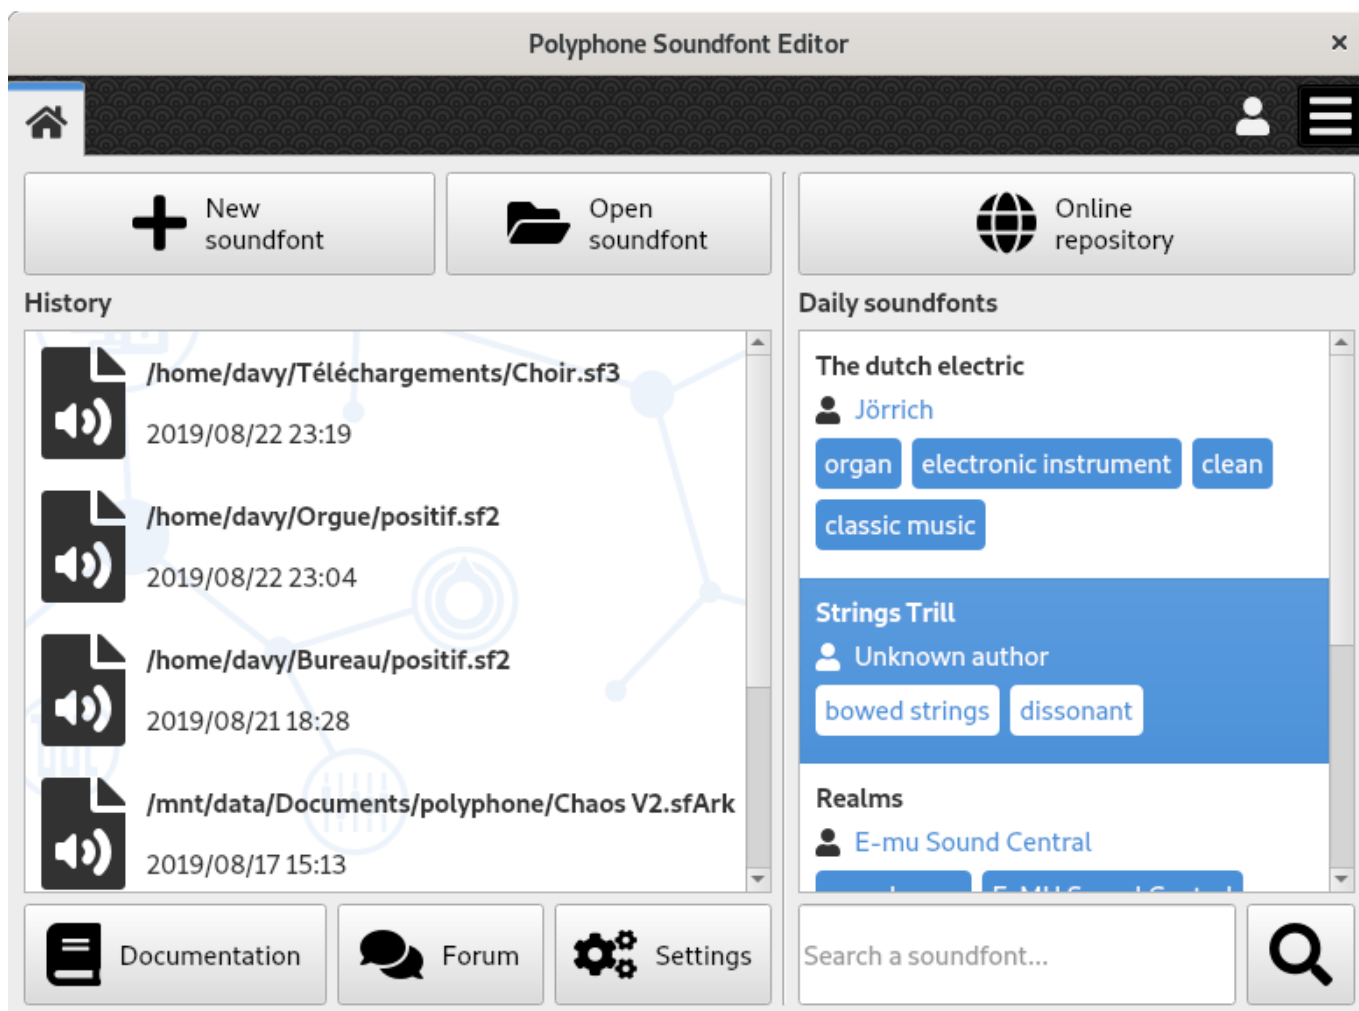 Polyphone Soundfont Editor
New
soundfont
Open
soundfont
Online
repository
History
/home/davy/Téléchargements/Choir.sf3
2019/08/22 23:19
/home/davy/Orgue/positif.sf2
2019/08/22 23:04
/home/davy/Bureau/positif.sf2
2019/08/21 18:28
/mnt/data/Documents/polyphone/Chaos V2.sfArk
2019/08/17 15:13
Documentation
Forum
Settings
Daily soundfonts
The dutch electric
Jörrich
organ electronic instrument clean
classic music
Strings Trill
Unknown author
bowed strings dissonant
Realms
E-mu Sound Central
E-MU Sound Central
Search a soundfont...